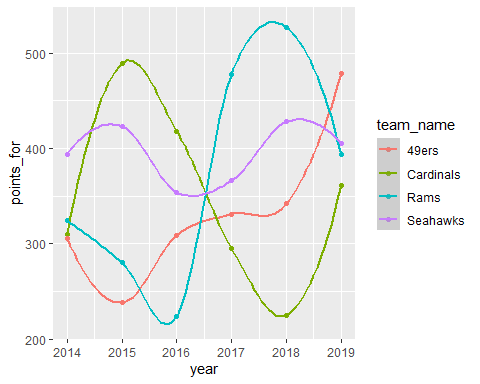 500
400
300
200
points_for
2014 2015 2016 2017 2018 2019
year
team_name
49ers
Cardinals
Rams
Seahawks